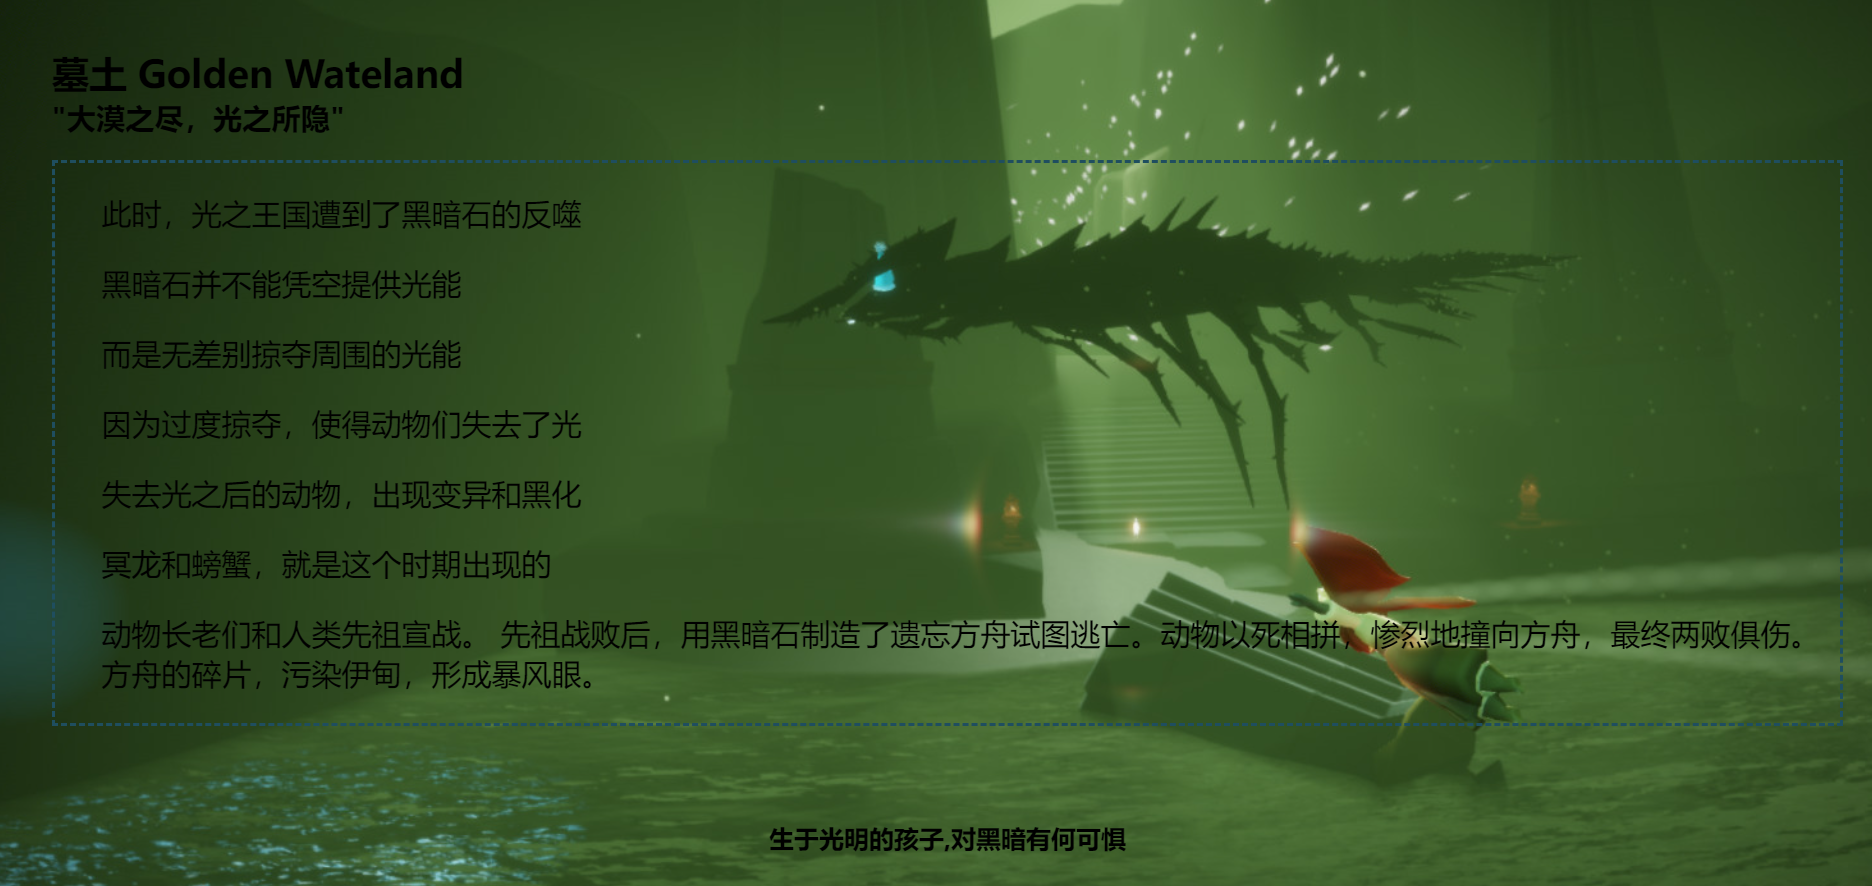 墓土 Golden Wateland
"大漠之尽，光之所隐"
此时，光之王国遭到了黑暗石的反噬
黑暗石并不能凭空提供光能
而是无差别掠夺周围的光能
因为过度掠夺，使得动物们失去了光
失去光之后的动物，出现变异和黑化
冥龙和螃蟹，就是这个时期出现的
动物长老们和人类先祖宣战。 先祖战败后，用黑暗石制造了遗忘方舟试图逃亡。动物以死相拼，惨烈地撞向方舟，最终两败俱伤。
方舟的碎片，污染伊甸，形成暴风眼。
生于光明的孩子,对黑暗有何可惧